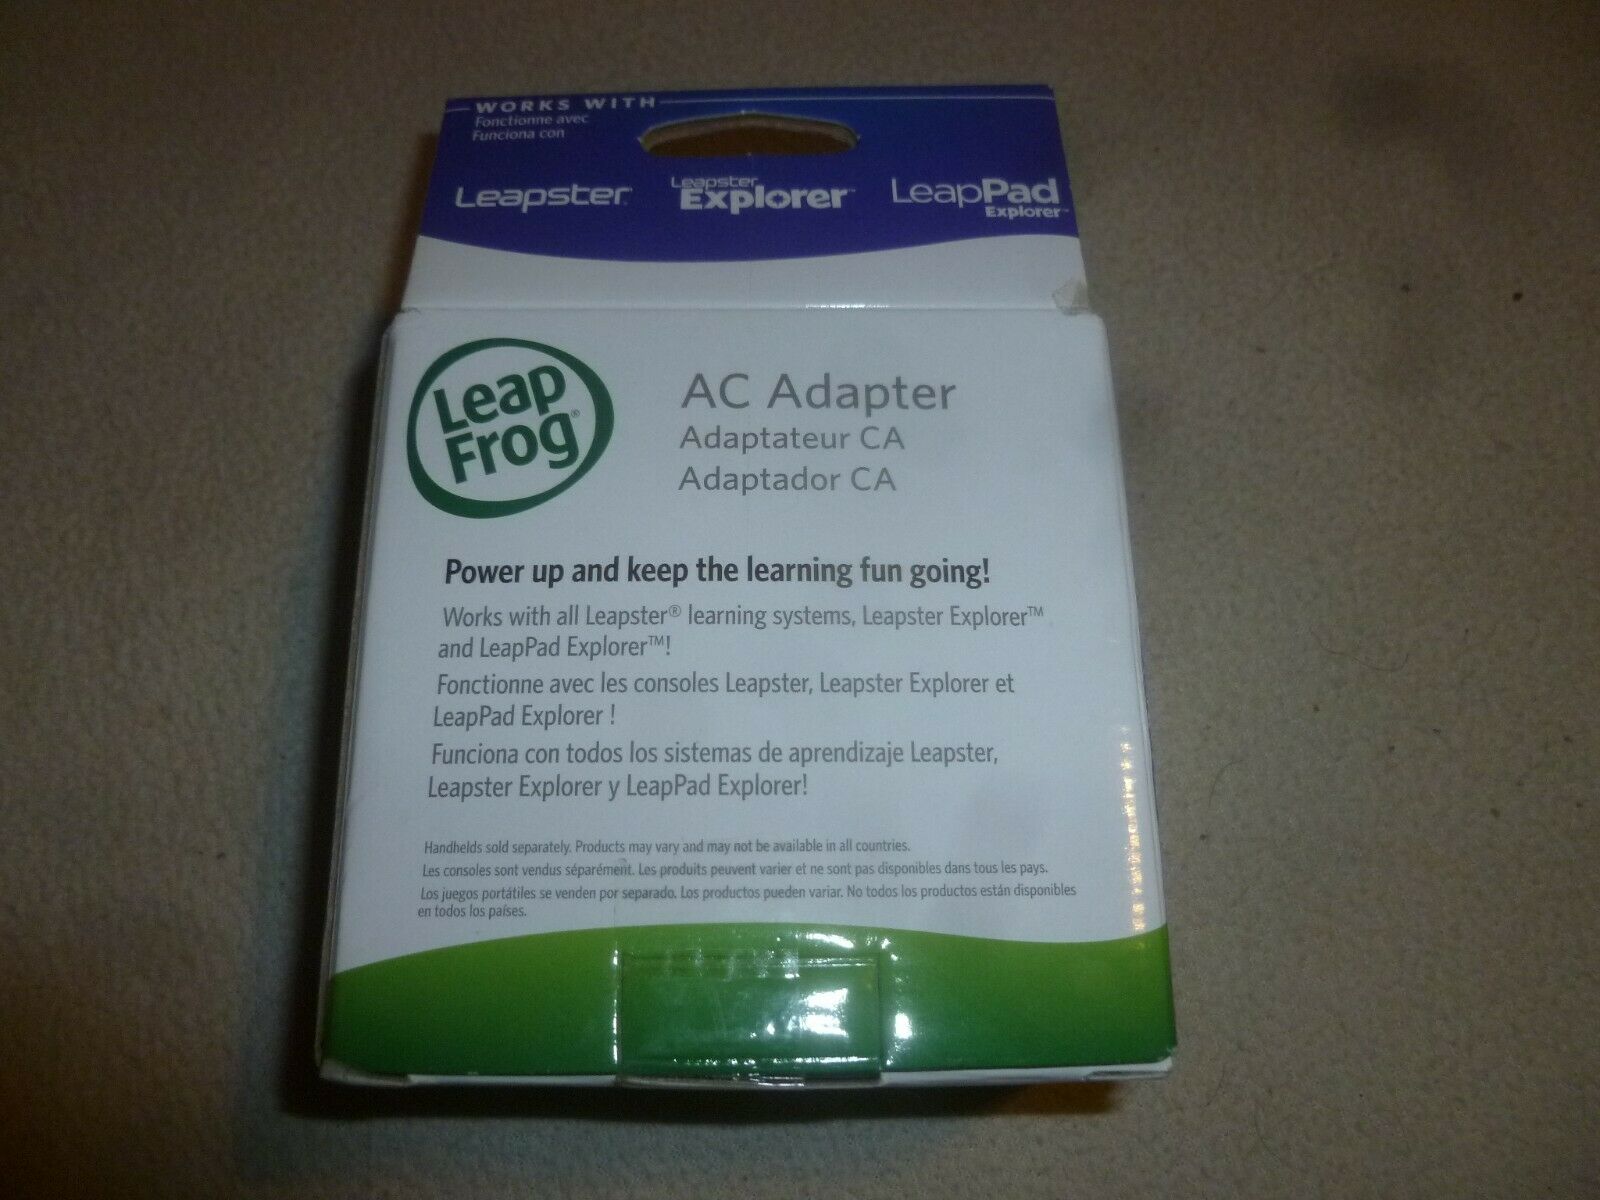 WORKS WITH
Fonctionne avec
Funciona con
Leapster
Leapster
Explorer™
LeapPad
Explorer™
Leap
Frog®
AC Adapter
Adaptateur CA
Adaptador CA
Power up and keep the learning fun going!
Works with all Leapster® learning systems, Leapster Explorer™
and LeapPad Explorer™!
Fonctionne avec les consoles Leapster, Leapster Explorer et
LeapPad Explorer !
Funciona con todos los sistemas de aprendizaje Leapster,
Leapster Explorer y LeapPad Explorer!
Handhelds sold separately. Products may vary and may not be available in all countries.
Les consoles sont vendus séparément. Les produits peuvent varier et ne sont pas disponibles dans tous les pays.
Los juegos portátiles se venden por separado. Los productos pueden variar. No todos los productos están disponibles
en todos los países.